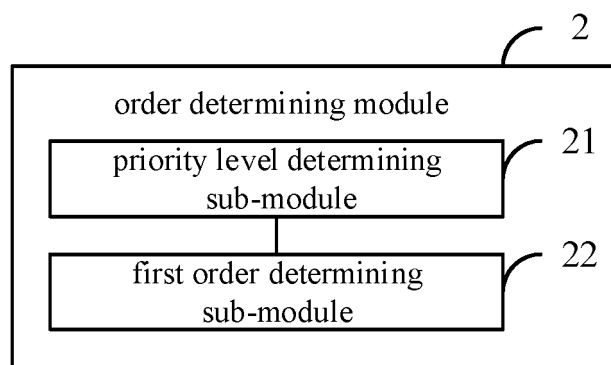 2
order determining module
21
priority level determining
sub-module
22
first order determining
sub-module